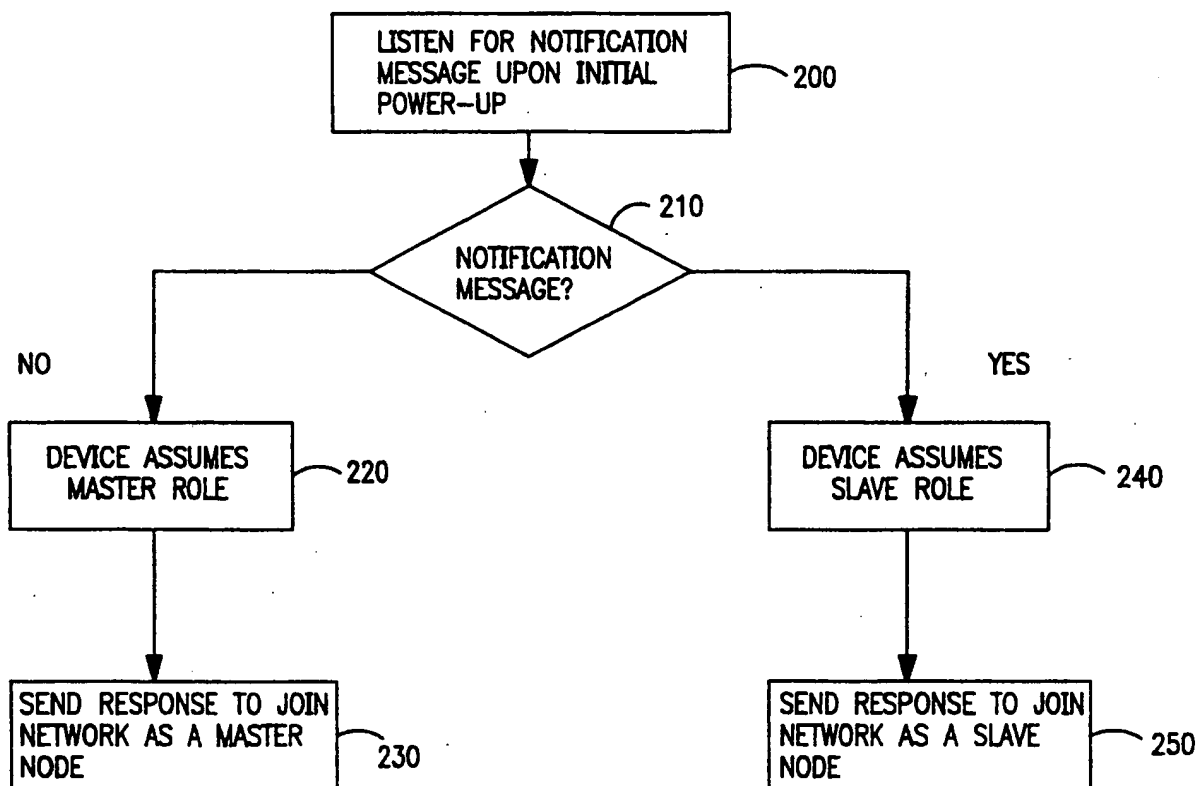 LISTEN FOR NOTIFICATION
MESSAGE UPON INITIAL
POWER-UP
200
210
NOTIFICATION
MESSAGE?
NO
YES
DEVICE ASSUMES
MASTER ROLE
220
DEVICE ASSUMES
SLAVE ROLE
240
SEND RESPONSE TO JOIN
NETWORK AS A MASTER
NODE
230
SEND RESPONSE TO JOIN
NETWORK AS A SLAVE
NODE
250